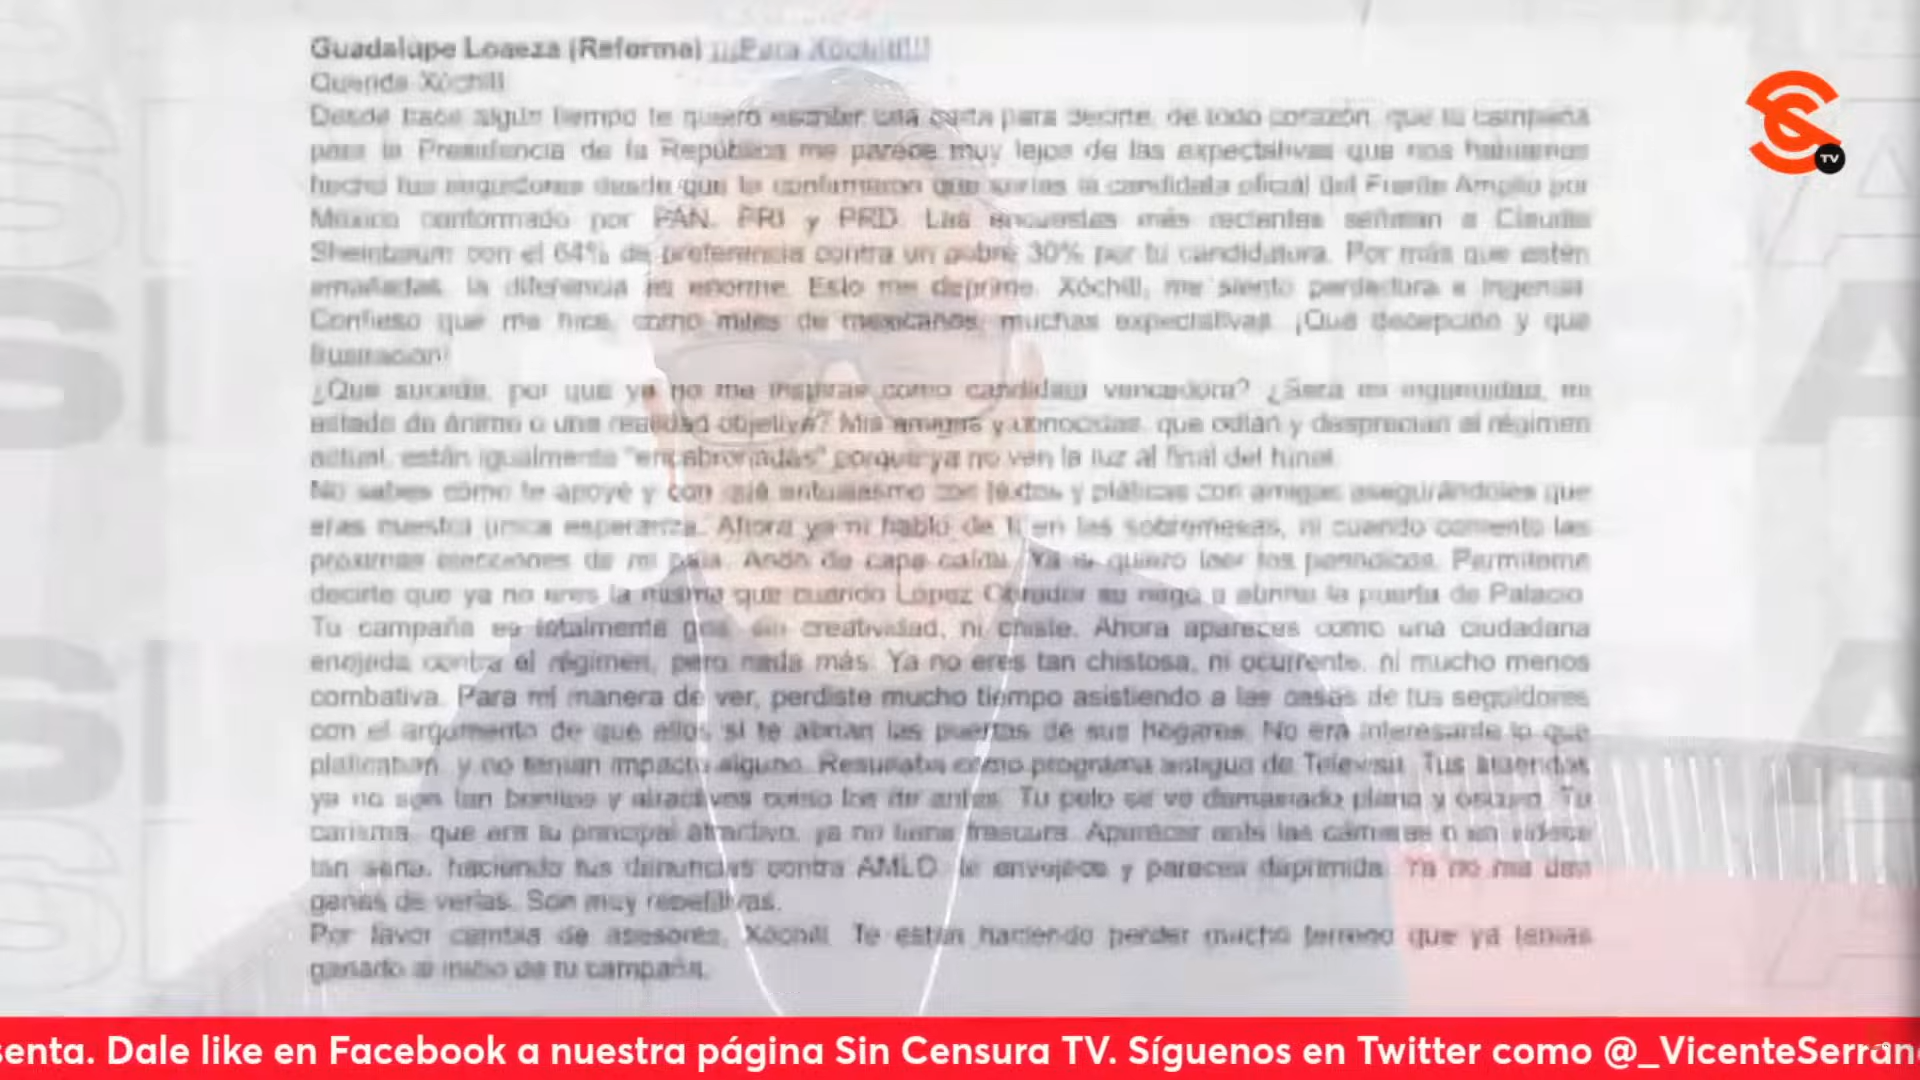 Guadalupe Loaeza (Reforma) ¡¡¡Para Xóchitl!!!
Querida Xóchitl
TV
Desde hace algún tiempo te quiero escribir una carta para decirte, de todo corazón, que tu campaña
para la Presidencia de la República me parece muy lejos de las expectativas que nos habíamos
hecho tus seguidores desde que te confirmaron que serías la candidata oficial del Frente Amplio por
México conformado por PAN, PRI y PRD. Las encuestas más recientes señalan a Claudia
Sheinbaum con el 64% de preferencia contra un pobre 30% por tu candidatura. Por más que estén
amañadas, la diferencia es enorme. Esto me deprime, Xóchitl, me siento perdedora e ingenua.
Confieso que me hice, como miles de mexicanos, muchas expectativas. ¡Qué decepción y qué
frustración!
¿Qué sucede, por qué ya no me inspiras como candidata vencedora? ¿Será mi ingenuidad, mi
estado de ánimo o una realidad objetiva? Mis amigas y conocidas, que odian y desprecian al régimen
actual, están igualmente "encabronadas" porque ya no ven la luz al final del túnel.
No sabes cómo te apoyé y con qué entusiasmo con textos y pláticas con amigas asegurándoles que
eras nuestra única esperanza. Ahora ya ni hablo de ti en las sobremesas, ni cuando comento las
próximas elecciones de mi país. Ando de capa caída. Ya ni quiero leer los periódicos. Permíteme
decirte que ya no eres la misma que cuando López Obrador se negó a abrirte la puerta de Palacio.
Tu campaña es totalmente gris, sin creatividad, ni chiste. Ahora apareces como una ciudadana
enojada contra el régimen, pero nada más. Ya no eres tan chistosa, ni ocurrente, ni mucho menos
combativa. Para mi manera de ver, perdiste mucho tiempo asistiendo a las casas de tus seguidores
con el argumento de que ellos sí te abrían las puertas de sus hogares. No era interesante lo que
platicaban, y no tenían impacto alguno. Resultaba como programa antiguo de Televisa. Tus atuendos
ya no son tan bonitos y atractivos como los de antes. Tu pelo se ve demasiado plano y oscuro. Tu
carisma, que era tu principal atractivo, ya no tiene frescura. Aparecer ante las cámaras o en videos
tan seria, haciendo tus denuncias contra AMLO, te envejece y pareces deprimida. Ya no me dan
ganas de verlas. Son muy repetitivas.
Por favor cambia de asesores, Xóchitl. Te están haciendo perder mucho terreno que ya tenías
ganado al inicio de tu campaña.
senta. Dale like en Facebook a nuestra página Sin Censura TV. Síguenos en Twitter como @_VicenteSerran